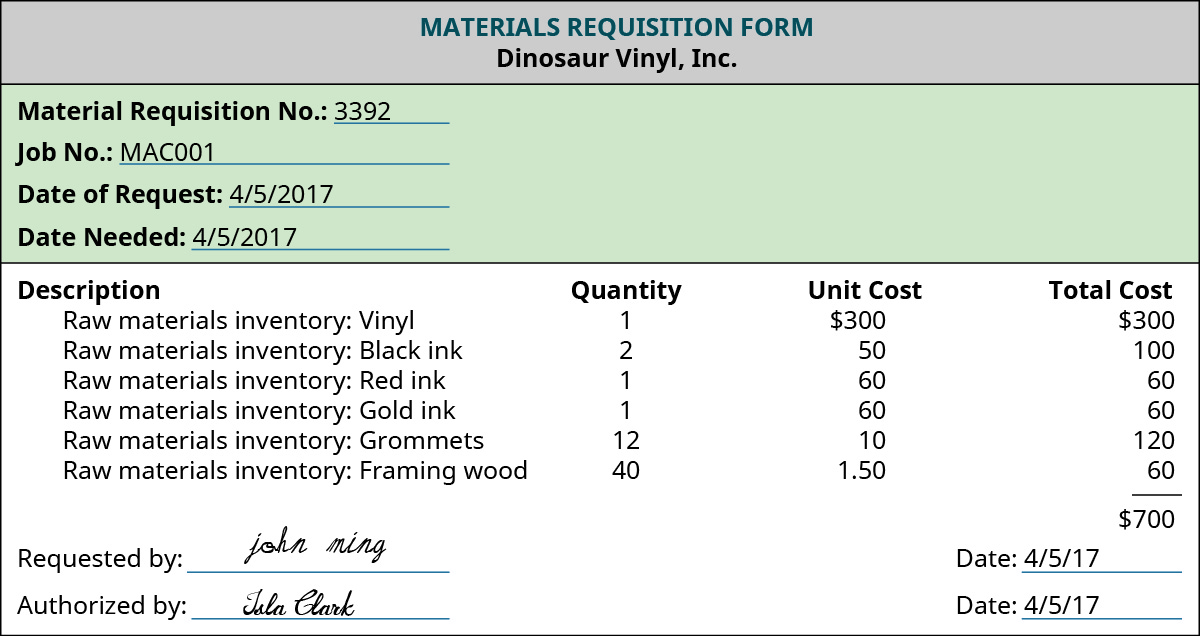 MATERIALS REQUISITION FORM
Dinosaur Vinyl, Inc.
Material Requisition No.: 3392
Job No.: MAC001
Date of Request: 4/5/2017
Date Needed: 4/5/2017
Description Quantity Unit Cost Total Cost
Raw materials inventory: Vinyl 1 $300 $300
Raw materials inventory: Black ink 2 50 100
Raw materials inventory: Red ink 1 60 60
Raw materials inventory: Gold ink 1 60 60
Raw materials inventory: Grommets 12 10 120
Raw materials inventory: Framing wood 40 1.50 60
$700
Requested by: john ming Date: 4/5/17
Authorized by: Isla Clark Date: 4/5/17